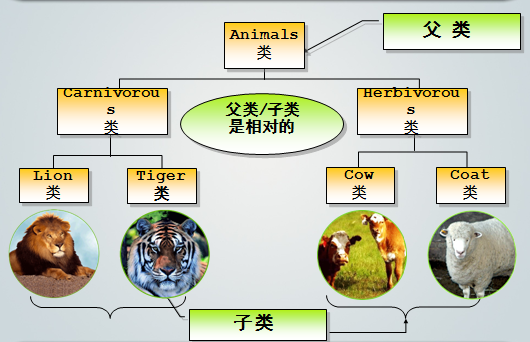 Animals
类
父 类
Carnivorou
s
类
父类/子类
是相对的
Herbivorou
s
类
Lion
类
Tiger
类
Cow
类
Coat
类
子类